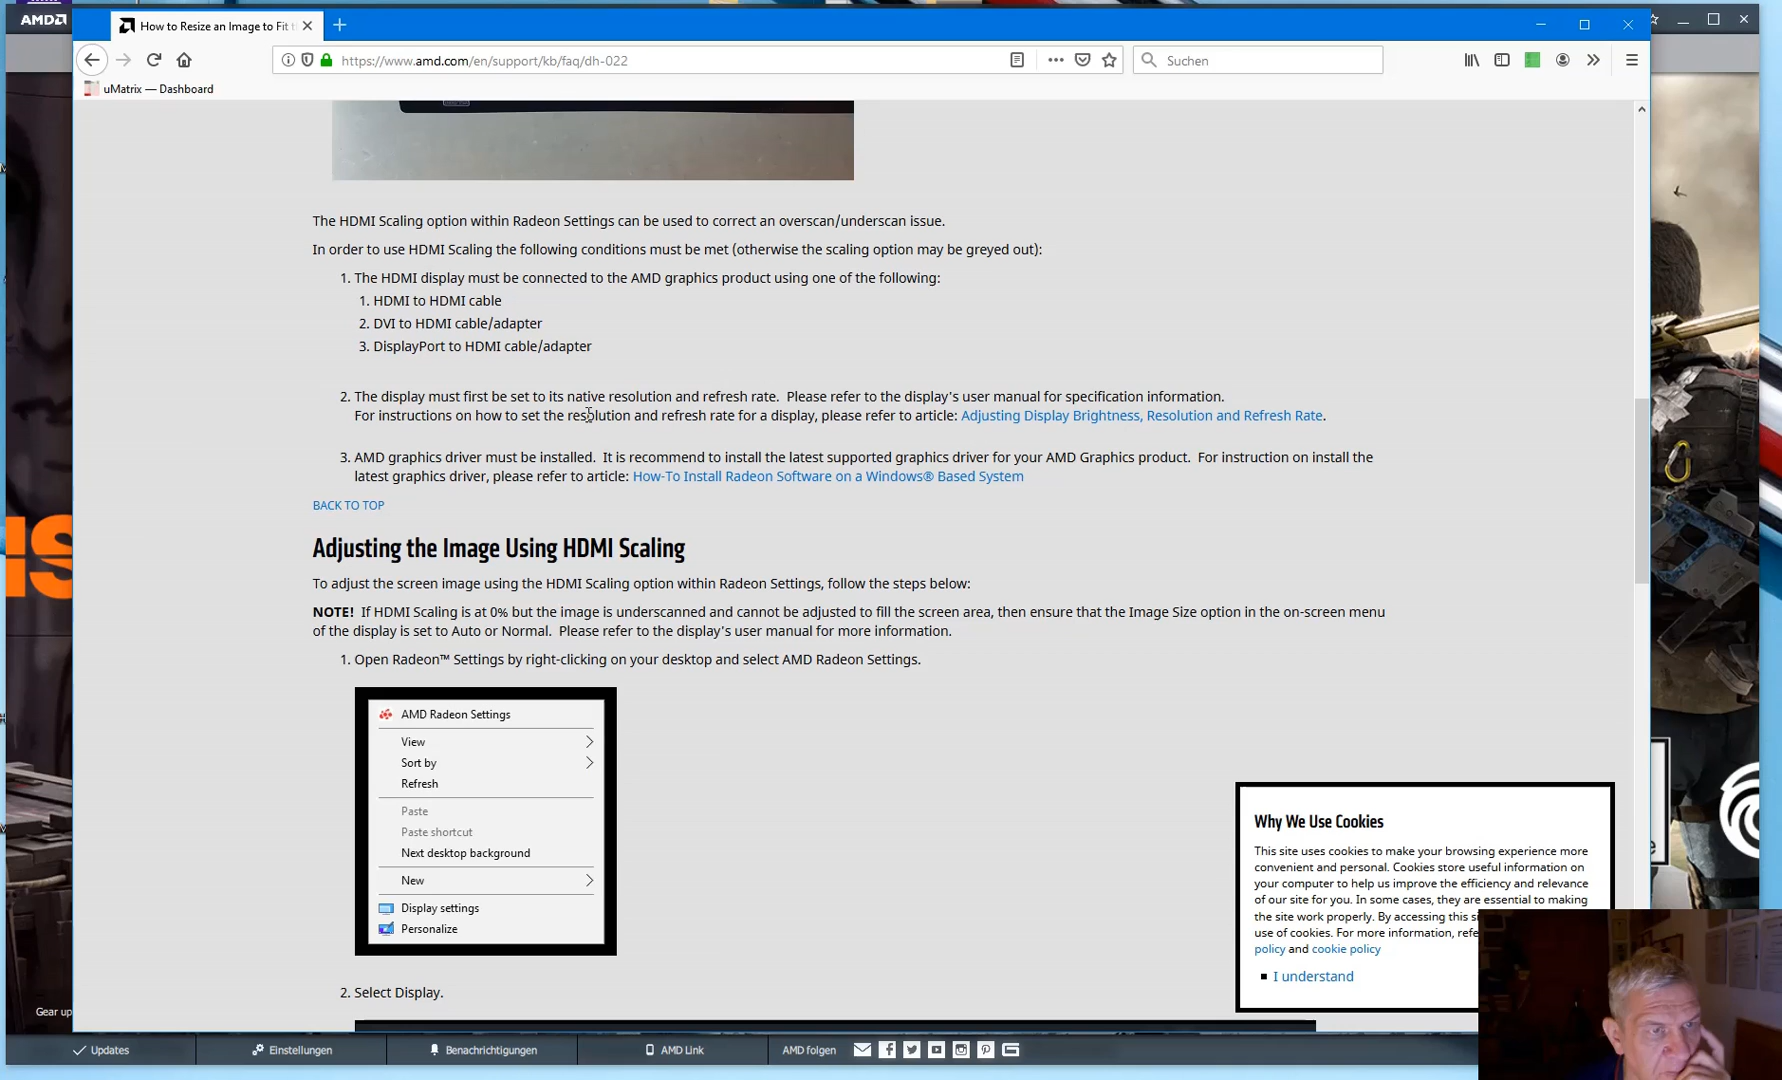 AMD
How to Resize an Image to Fit t
https://www.amd.com/en/support/kb/faq/dh-022
Suchen
uMatrix — Dashboard
The HDMI Scaling option within Radeon Settings can be used to correct an overscan/underscan issue.
In order to use HDMI Scaling the following conditions must be met (otherwise the scaling option may be greyed out):
1. The HDMI display must be connected to the AMD graphics product using one of the following:
1. HDMI to HDMI cable
2. DVI to HDMI cable/adapter
3. DisplayPort to HDMI cable/adapter
2. The display must first be set to its native resolution and refresh rate. Please refer to the display's user manual for specification information.
For instructions on how to set the resolution and refresh rate for a display, please refer to article: Adjusting Display Brightness, Resolution and Refresh Rate.
3. AMD graphics driver must be installed. It is recommend to install the latest supported graphics driver for your AMD Graphics product. For instruction on install the
latest graphics driver, please refer to article: How-To Install Radeon Software on a Windows® Based System
BACK TO TOP
Adjusting the Image Using HDMI Scaling
To adjust the screen image using the HDMI Scaling option within Radeon Settings, follow the steps below:
NOTE! If HDMI Scaling is at 0% but the image is underscanned and cannot be adjusted to fill the screen area, then ensure that the Image Size option in the on-screen menu
of the display is set to Auto or Normal. Please refer to the display's user manual for more information.
1. Open Radeon™ Settings by right-clicking on your desktop and select AMD Radeon Settings.
AMD Radeon Settings
View
Sort by
Refresh
Paste
Paste shortcut
Next desktop background
New
Display settings
Personalize
2. Select Display.
Why We Use Cookies
This site uses cookies to make your browsing experience more
convenient and personal. Cookies store useful information on
your computer to help us improve the efficiency and relevance
of our site for you. In some cases, they are essential to making
the site work properly. By accessing this si
use of cookies. For more information, refe
policy and cookie policy
I understand
IS
Gear up
Updates
Einstellungen
Benachrichtigungen
AMD Link
AMD folgen